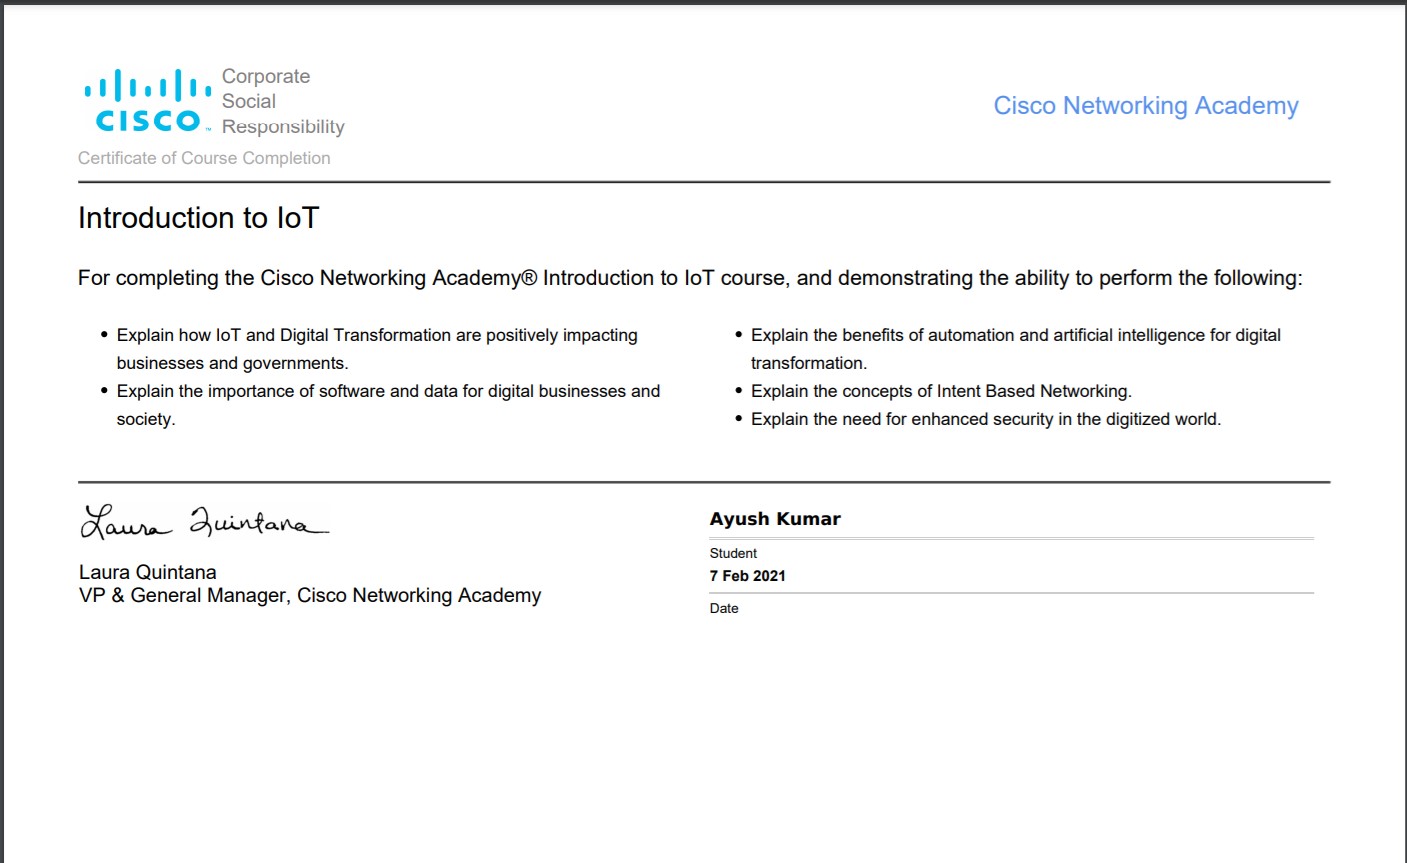 Corporate
Social
Responsibility
CISCO™
Cisco Networking Academy
Certificate of Course Completion
Introduction to IoT
For completing the Cisco Networking Academy® Introduction to IoT course, and demonstrating the ability to perform the following:
• Explain how IoT and Digital Transformation are positively impacting
businesses and governments.
• Explain the importance of software and data for digital businesses and
society.
• Explain the benefits of automation and artificial intelligence for digital
transformation.
• Explain the concepts of Intent Based Networking.
• Explain the need for enhanced security in the digitized world.
Laura Quintana
Laura Quintana
VP & General Manager, Cisco Networking Academy
Ayush Kumar
Student
7 Feb 2021
Date